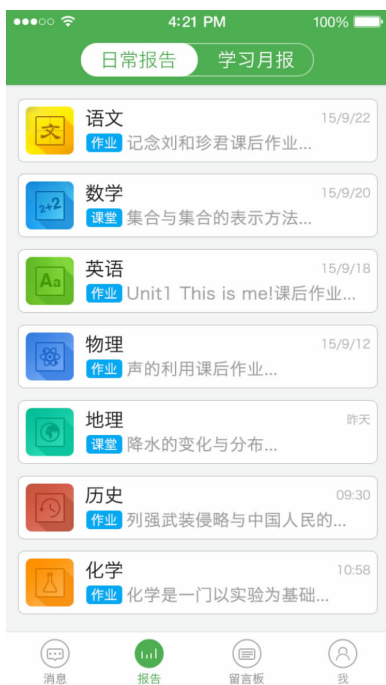 4:21 PM 100%
日常报告 学习月报
语文 15/9/22
作业 记念刘和珍君课后作业...
数学 15/9/20
2+2
课堂 集合与集合的表示方法...
英语 15/9/18
Aa
作业 Unit1 This is me!课后作业...
物理 15/9/12
作业 声的利用课后作业...
地理 昨天
课堂 降水的变化与分布...
历史 09:30
作业 列强武装侵略与中国人民的...
化学 10:58
作业 化学是一门以实验为基础...
消息 报告 留言板 我